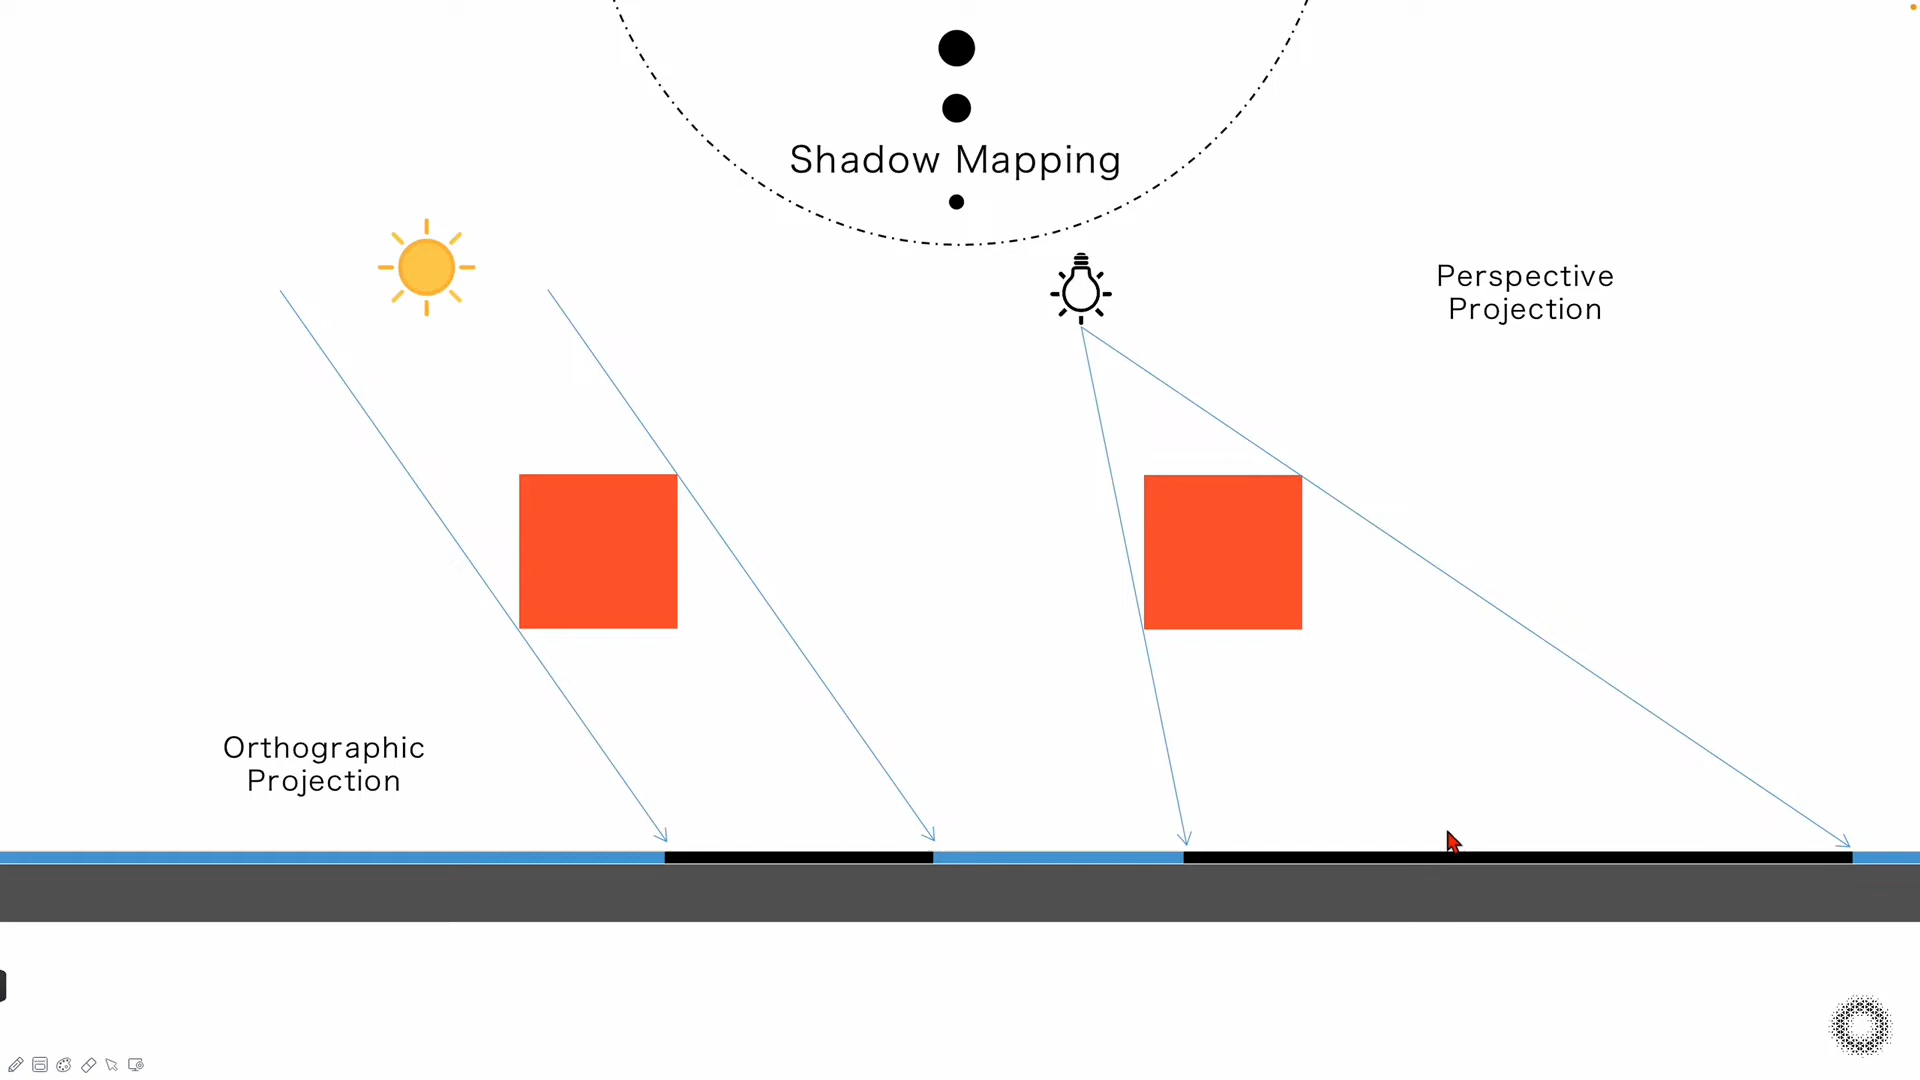 Shadow Mapping
Perspective
Projection
Orthographic
Projection